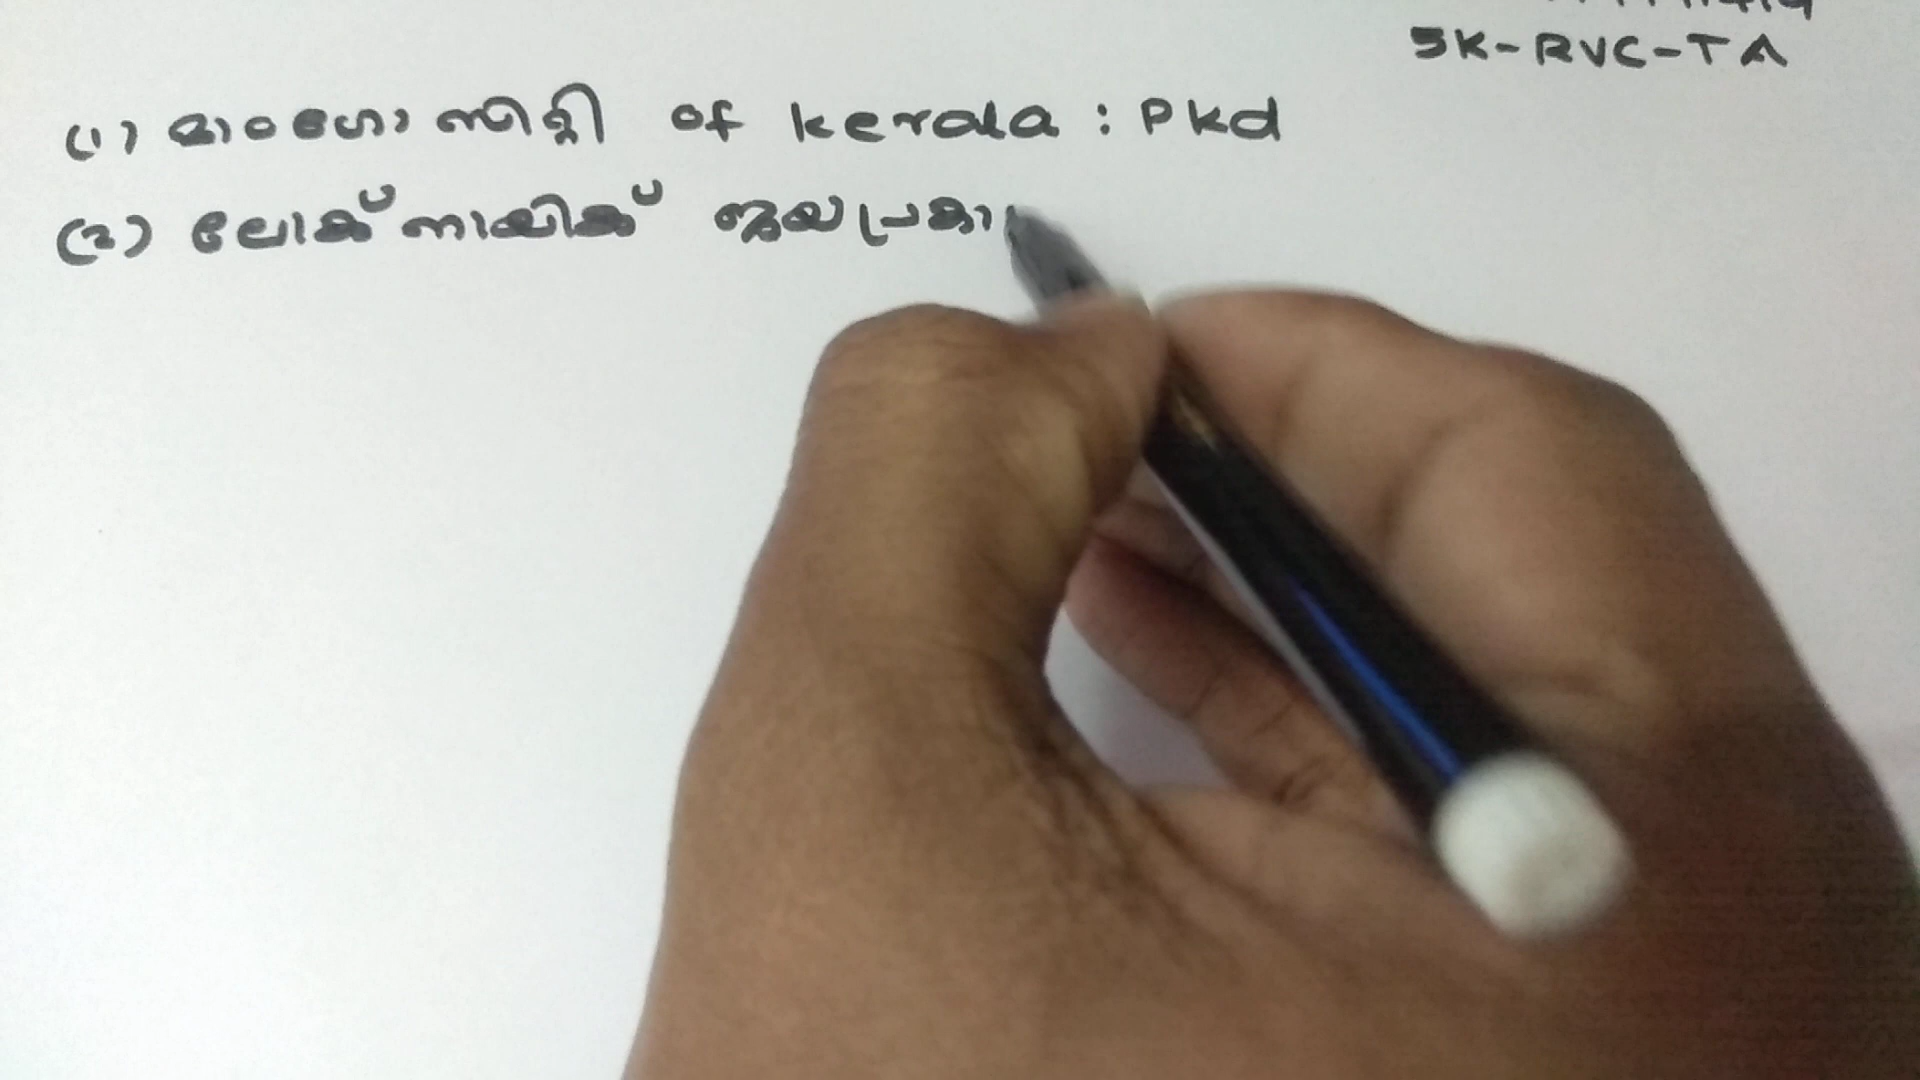 5K-RVC-TA
(1) മാംഗോ സിറ്റി of kerala : PKd
(2) ലോക് നായിക് ജയപ്രകാ